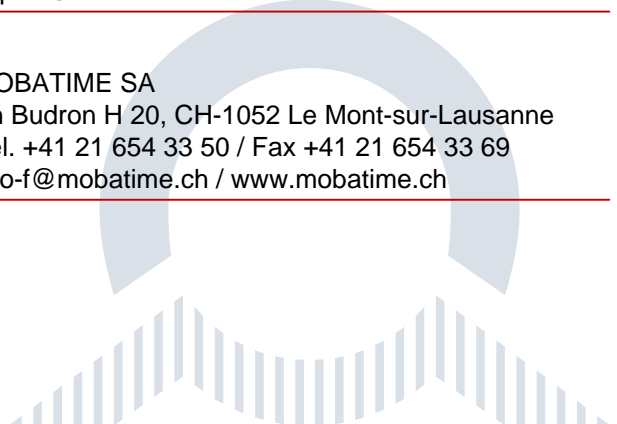 OBATIME SA
n Budron H 20, CH-1052 Le Mont-sur-Lausanne
el. +41 21 654 33 50 / Fax +41 21 654 33 69
o-f@mobatime.ch / www.mobatime.ch